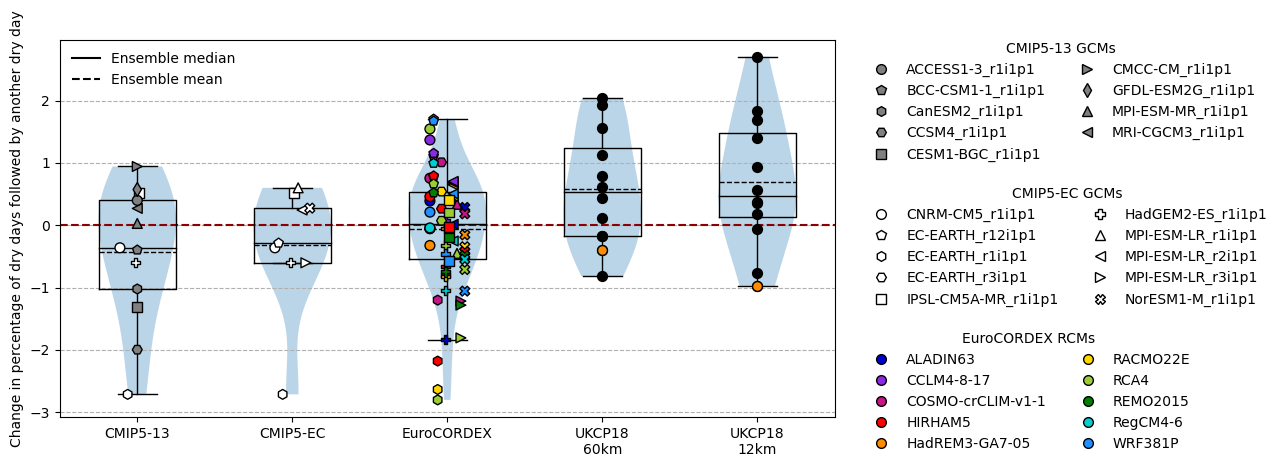 Change in percentage of dry days followed by another dry day
Ensemble median
Ensemble mean
2
1
0
−1
−2
−3
CMIP5-13
CMIP5-EC
EuroCORDEX
UKCP18
60km
UKCP18
12km
CMIP5-13 GCMs
ACCESS1-3_r1i1p1
BCC-CSM1-1_r1i1p1
CanESM2_r1i1p1
CCSM4_r1i1p1
CESM1-BGC_r1i1p1
CMCC-CM_r1i1p1
GFDL-ESM2G_r1i1p1
MPI-ESM-MR_r1i1p1
MRI-CGCM3_r1i1p1
CMIP5-EC GCMs
CNRM-CM5_r1i1p1
EC-EARTH_r12i1p1
EC-EARTH_r1i1p1
EC-EARTH_r3i1p1
IPSL-CM5A-MR_r1i1p1
HadGEM2-ES_r1i1p1
MPI-ESM-LR_r1i1p1
MPI-ESM-LR_r2i1p1
MPI-ESM-LR_r3i1p1
NorESM1-M_r1i1p1
EuroCORDEX RCMs
ALADIN63
CCLM4-8-17
COSMO-crCLIM-v1-1
HIRHAM5
HadREM3-GA7-05
RACMO22E
RCA4
REMO2015
RegCM4-6
WRF381P